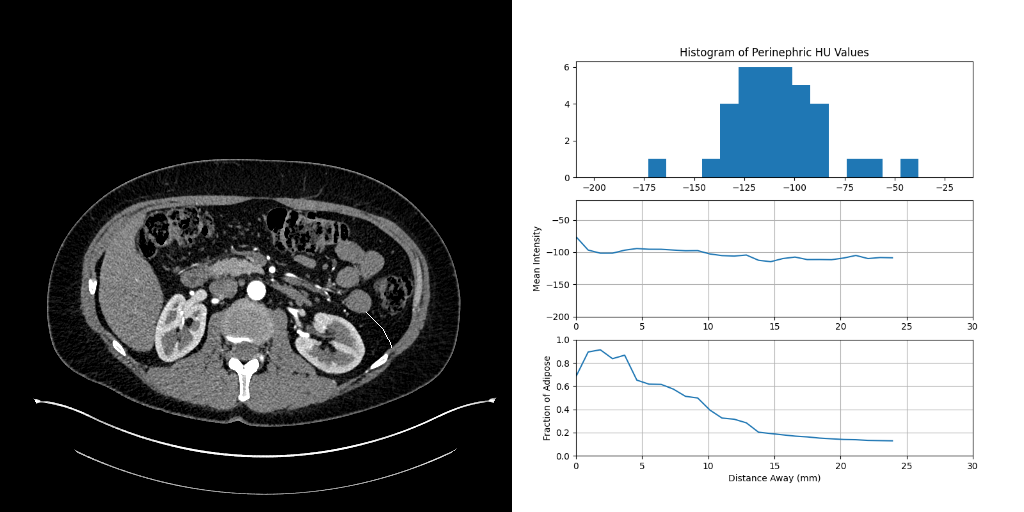 Histogram of Perinephric HU Values
6
4
2
0
−200 −175 −150 −125 −100 −75 −50 −25
Mean Intensity
−50
−100
−150
−200
0 5 10 15 20 25 30
Fraction of Adipose
1.0
0.8
0.6
0.4
0.2
0.0
0 5 10 15 20 25 30
Distance Away (mm)